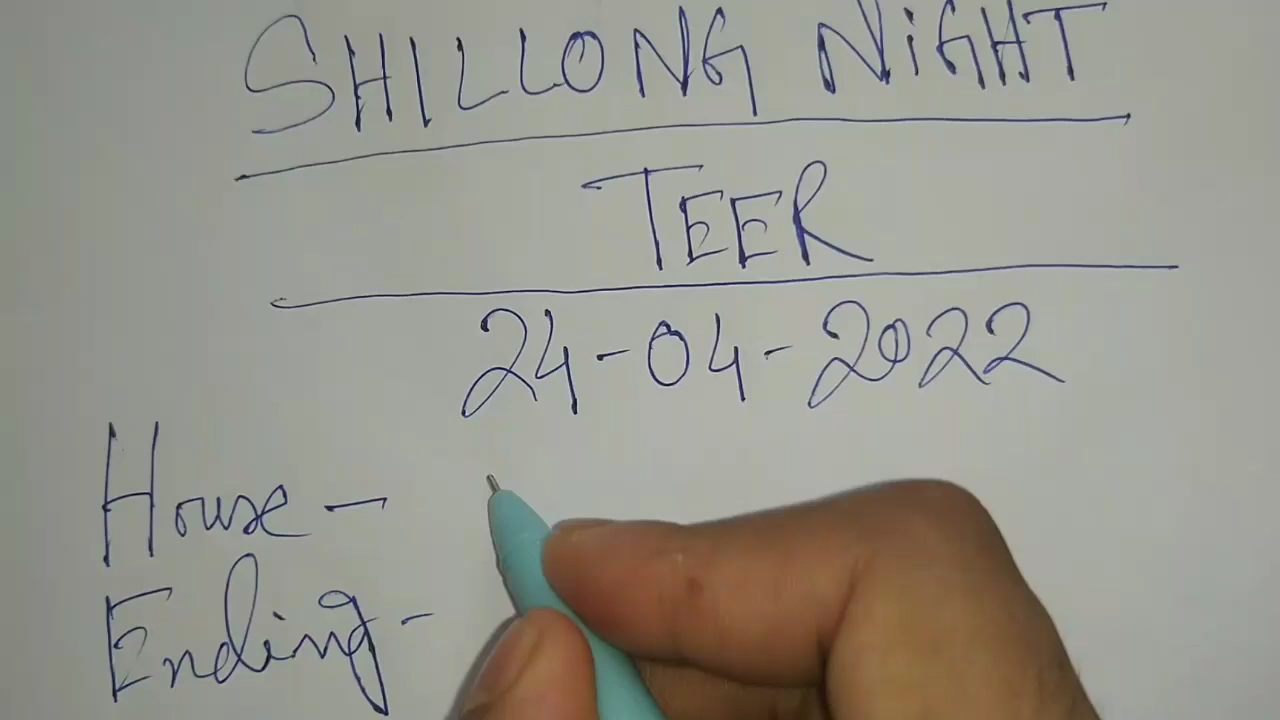 SHILLONG NiGHT
TEER
24-04-2022
House -
Ending -